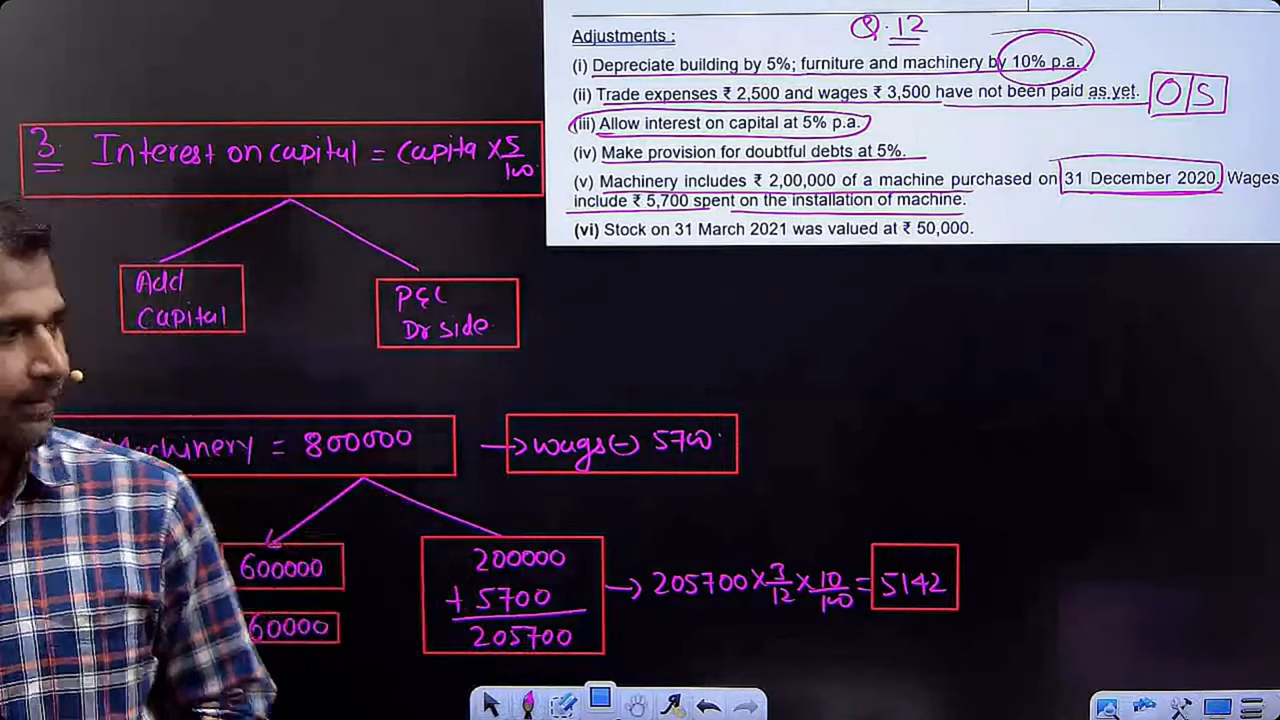 Q.12
Adjustments :
(i) Depreciate building by 5%; furniture and machinery by 10% p.a.
(ii) Trade expenses ₹ 2,500 and wages ₹ 3,500 have not been paid as yet.
O/S
(iii) Allow interest on capital at 5% p.a.
(iv) Make provision for doubtful debts at 5%.
(v) Machinery includes ₹ 2,00,000 of a machine purchased on 31 December 2020. Wages
include ₹ 5,700 spent on the installation of machine.
(vi) Stock on 31 March 2021 was valued at ₹ 50,000.
3. Interest on capital = Capita × 5/100
Add
Capital
P&L
Dr side
Machinery = 800000
→ wages (-) 5700
600000
60000
200000
+ 5700
205700
→ 205700 × 3/12 × 10/100 = 5142